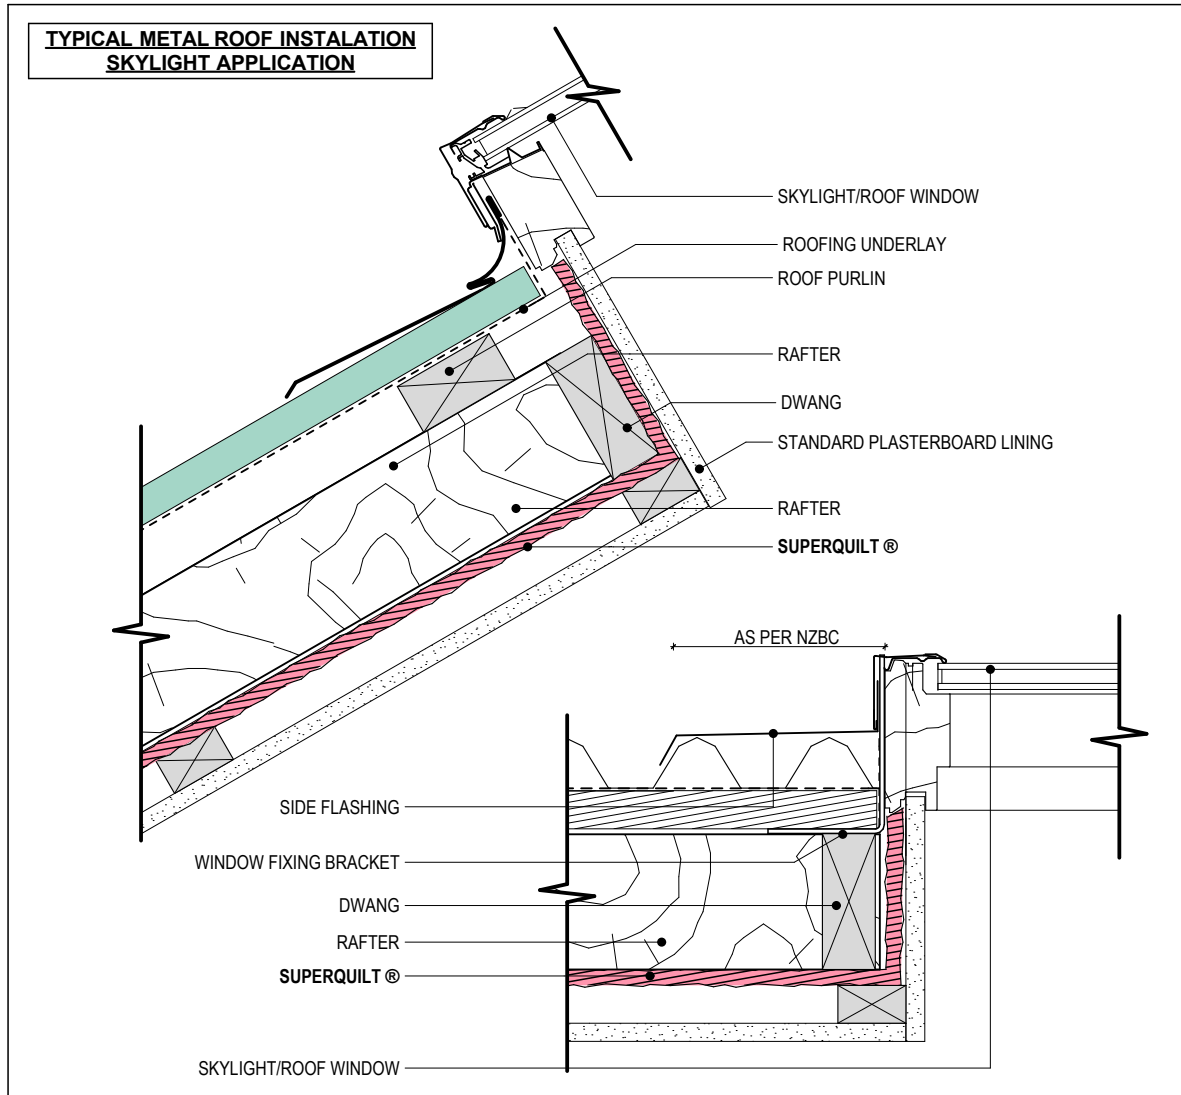 TYPICAL METAL ROOF INSTALATION
SKYLIGHT APPLICATION
SKYLIGHT/ROOF WINDOW
ROOFING UNDERLAY
ROOF PURLIN
RAFTER
DWANG
STANDARD PLASTERBOARD LINING
RAFTER
SUPERQUILT ®
AS PER NZBC
SIDE FLASHING
WINDOW FIXING BRACKET
DWANG
RAFTER
SUPERQUILT ®
SKYLIGHT/ROOF WINDOW